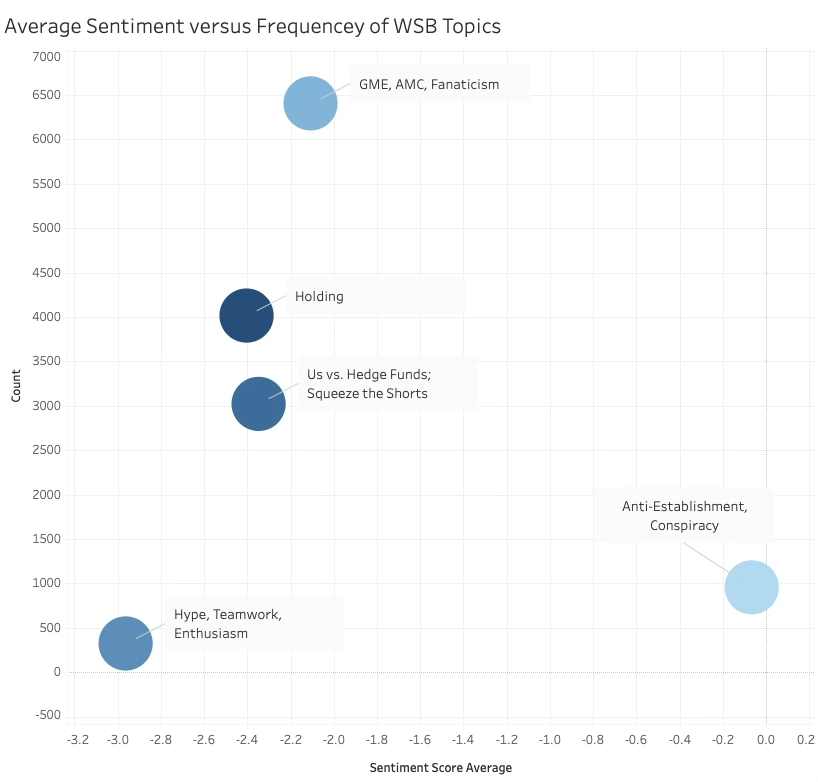 Average Sentiment versus Frequencey of WSB Topics
7000
6500
6000
5500
5000
4500
4000
3500
3000
2500
2000
1500
1000
500
0
-500
Count
GME, AMC, Fanaticism
Holding
Us vs. Hedge Funds;
Squeeze the Shorts
Anti-Establishment,
Conspiracy
Hype, Teamwork,
Enthusiasm
-3.2 -3.0 -2.8 -2.6 -2.4 -2.2 -2.0 -1.8 -1.6 -1.4 -1.2 -1.0 -0.8 -0.6 -0.4 -0.2 0.0 0.2
Sentiment Score Average